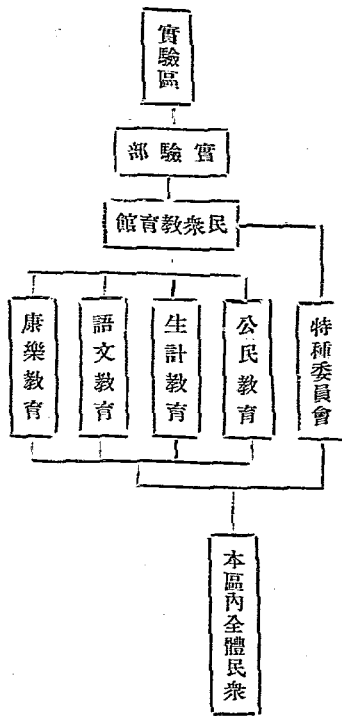 實驗區
實驗部
民衆教育館
特種委員會
公民教育
生計教育
語文教育
康樂教育
本區內全體民衆